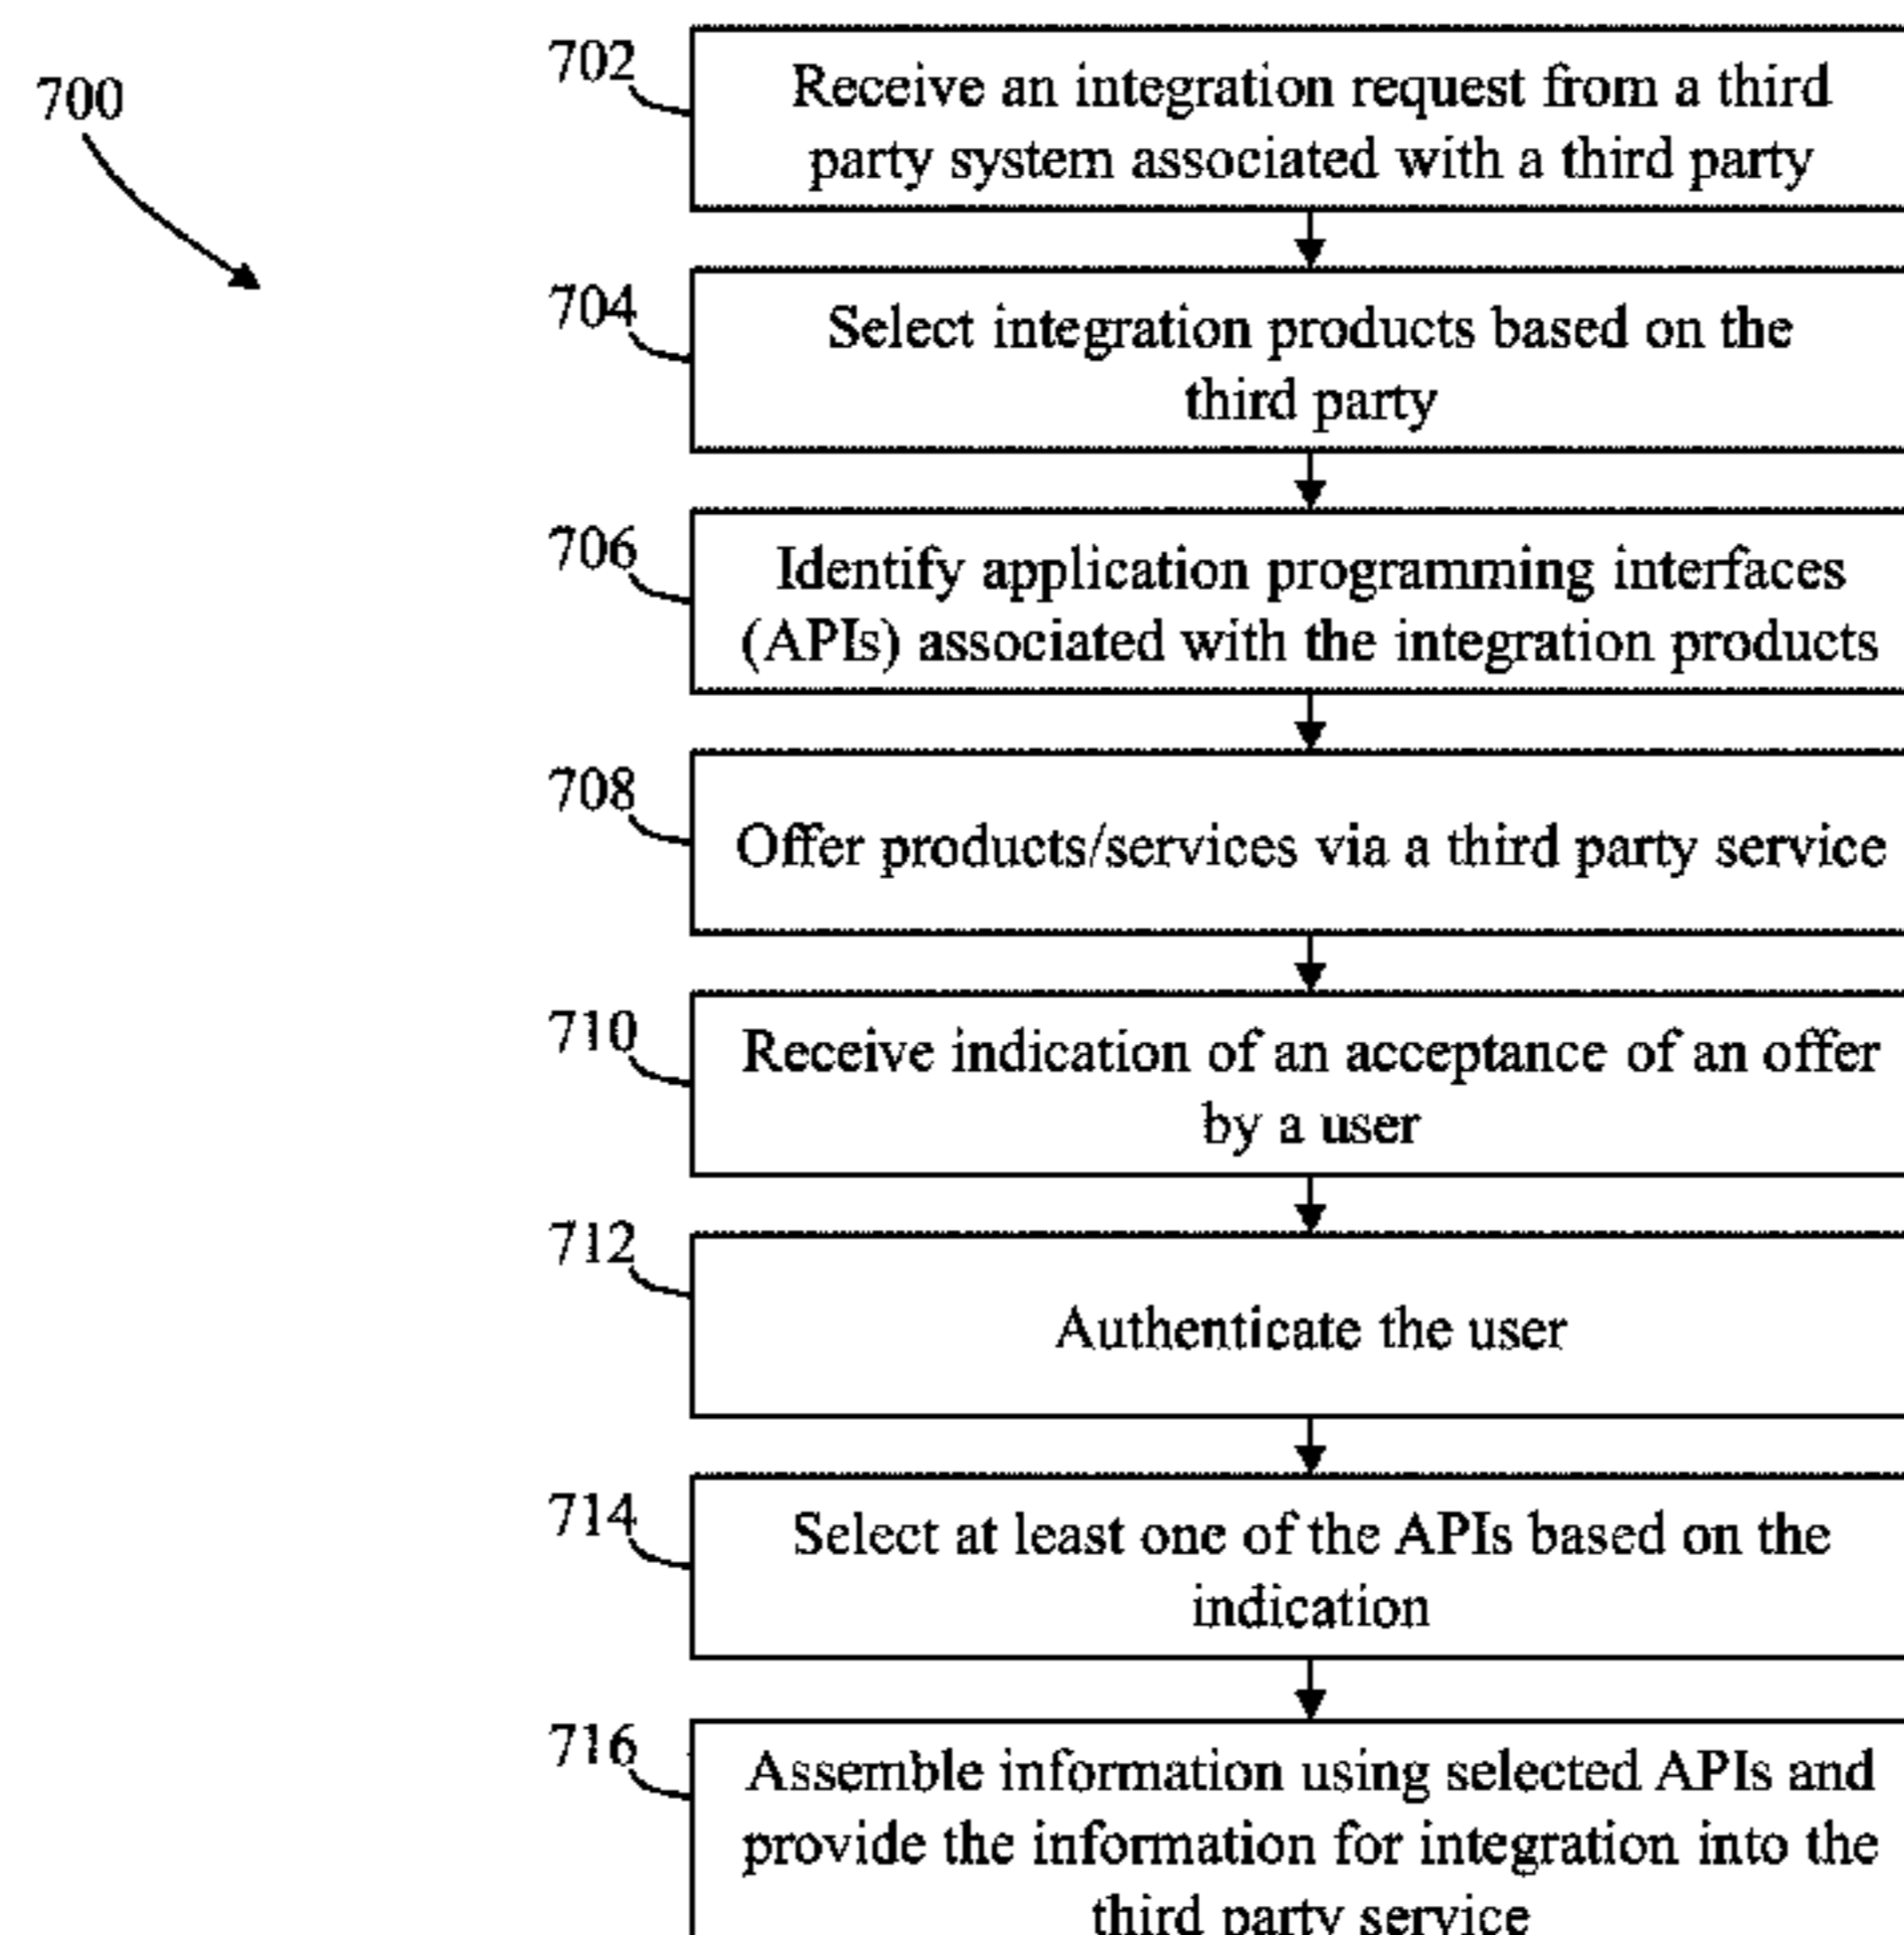 700
702
Receive an integration request from a third
party system associated with a third party
704
Select integration products based on the
third party
706
Identify application programming interfaces
(APIs) associated with the integration products
708
Offer products/services via a third party service
710
Receive indication of an acceptance of an offer
by a user
712
Authenticate the user
714
Select at least one of the APIs based on the
indication
716
Assemble information using selected APIs and
provide the information for integration into the
third party service